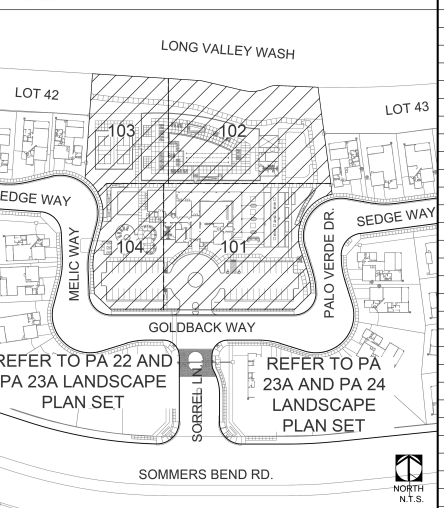 LONG VALLEY WASH
LOT 42
LOT 43
103
102
EDGE WAY
SEDGE WAY
MELIC WAY
104
101
PALO VERDE DR.
GOLDBACK WAY
REFER TO PA 22 AND
PA 23A LANDSCAPE
PLAN SET
SORREL LN.
REFER TO PA
23A AND PA 24
LANDSCAPE
PLAN SET
SOMMERS BEND RD.
NORTH
N.T.S.